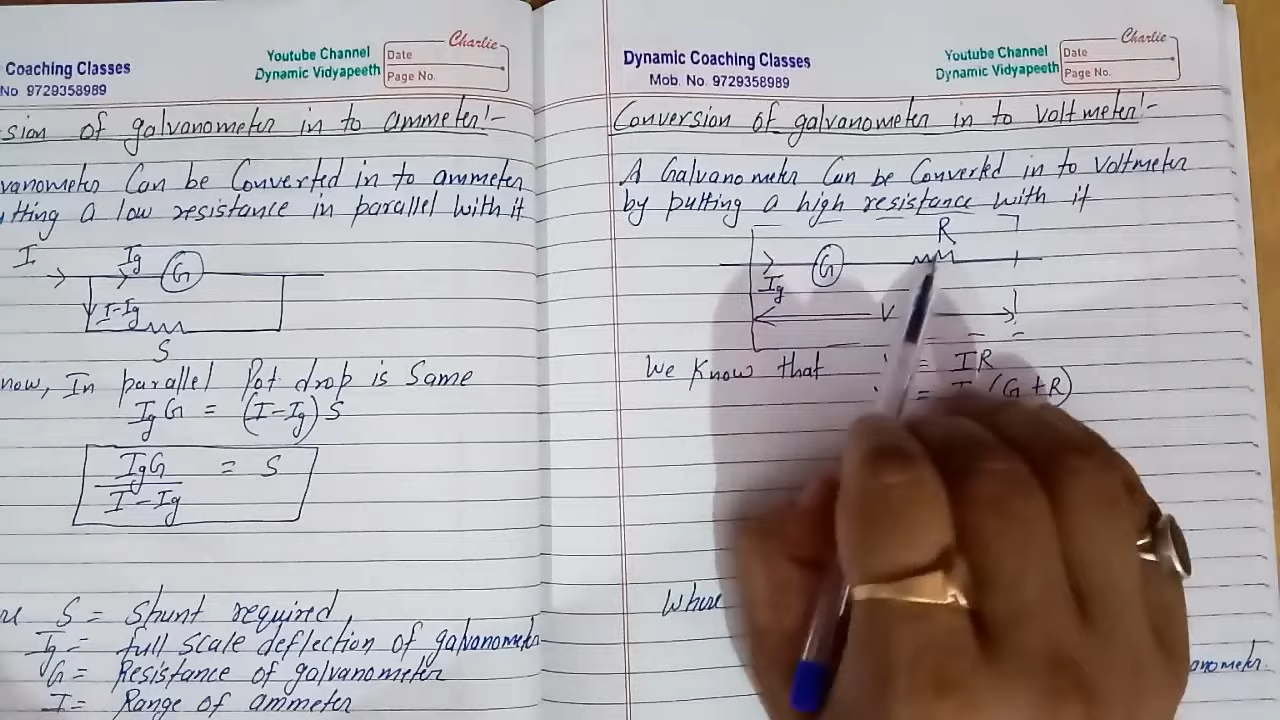 Coaching Classes
No 9729358989
Youtube Channel
Dynamic Vidyapeeth
Charlie
Date
Page No.
sion of galvanometer in to ammeter:-
vanometer Can be Converted in to ammeter
tting a low resistance in parallel with it
I
Ig
G
I-Ig
S
now, In parallel Pot drop is Same
IgG = (I-Ig) S
IgG = S
I-Ig
S = Shunt required,
Ig = full scale deflection of galvanomete
G = Resistance of galvanometer
I = Range of ammeter
Dynamic Coaching Classes
Mob. No. 9729358989
Youtube Channel
Dynamic Vidyapeeth
Charlie
Date
Page No.
Conversion of galvanometer in to voltmeter:-
A Galvanometer Can be Converted in to Voltmeter
by putting a high resistance with it
R
G
Ig
V
We Know that = IR
= (G+R)
Where
anometer.